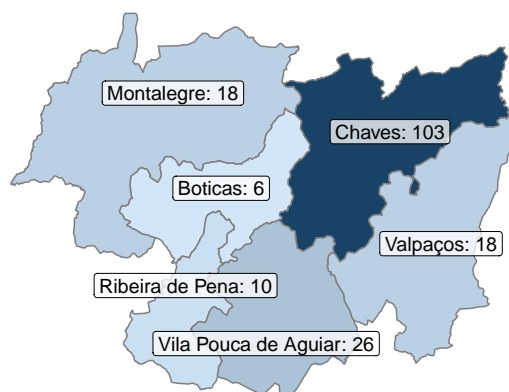 Montalegre: 18
Chaves: 103
Boticas: 6
Valpaços: 18
Ribeira de Pena: 10
Vila Pouca de Aguiar: 26